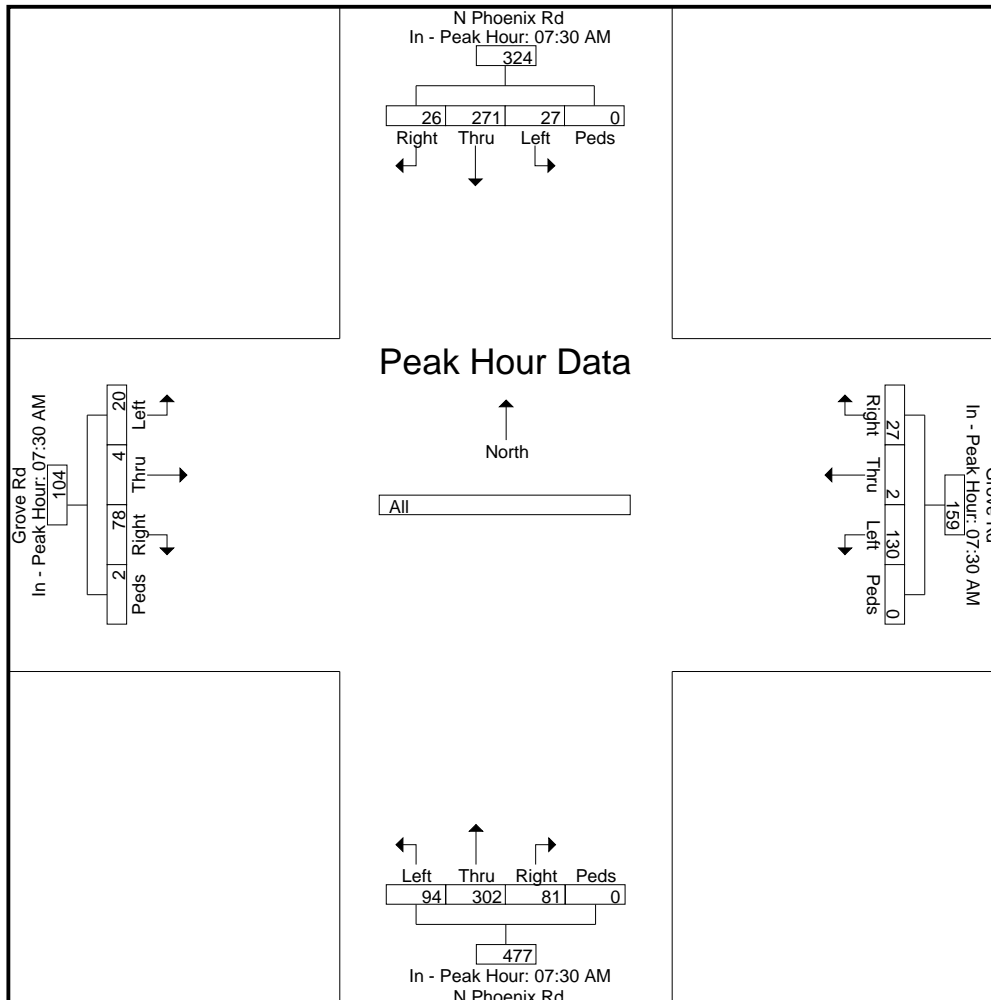 N Phoenix Rd
In - Peak Hour: 07:30 AM
324
26 271 27 0
Right Thru Left Peds
Peak Hour Data
North
All
Grove Rd
In - Peak Hour: 07:30 AM
104
20 4 78 2
Left Thru Right Peds
Right Thru Left Peds
27 2 130 0
159
In - Peak Hour: 07:30 AM
Grove Rd
Left Thru Right Peds
94 302 81 0
477
In - Peak Hour: 07:30 AM
N Phoenix Rd